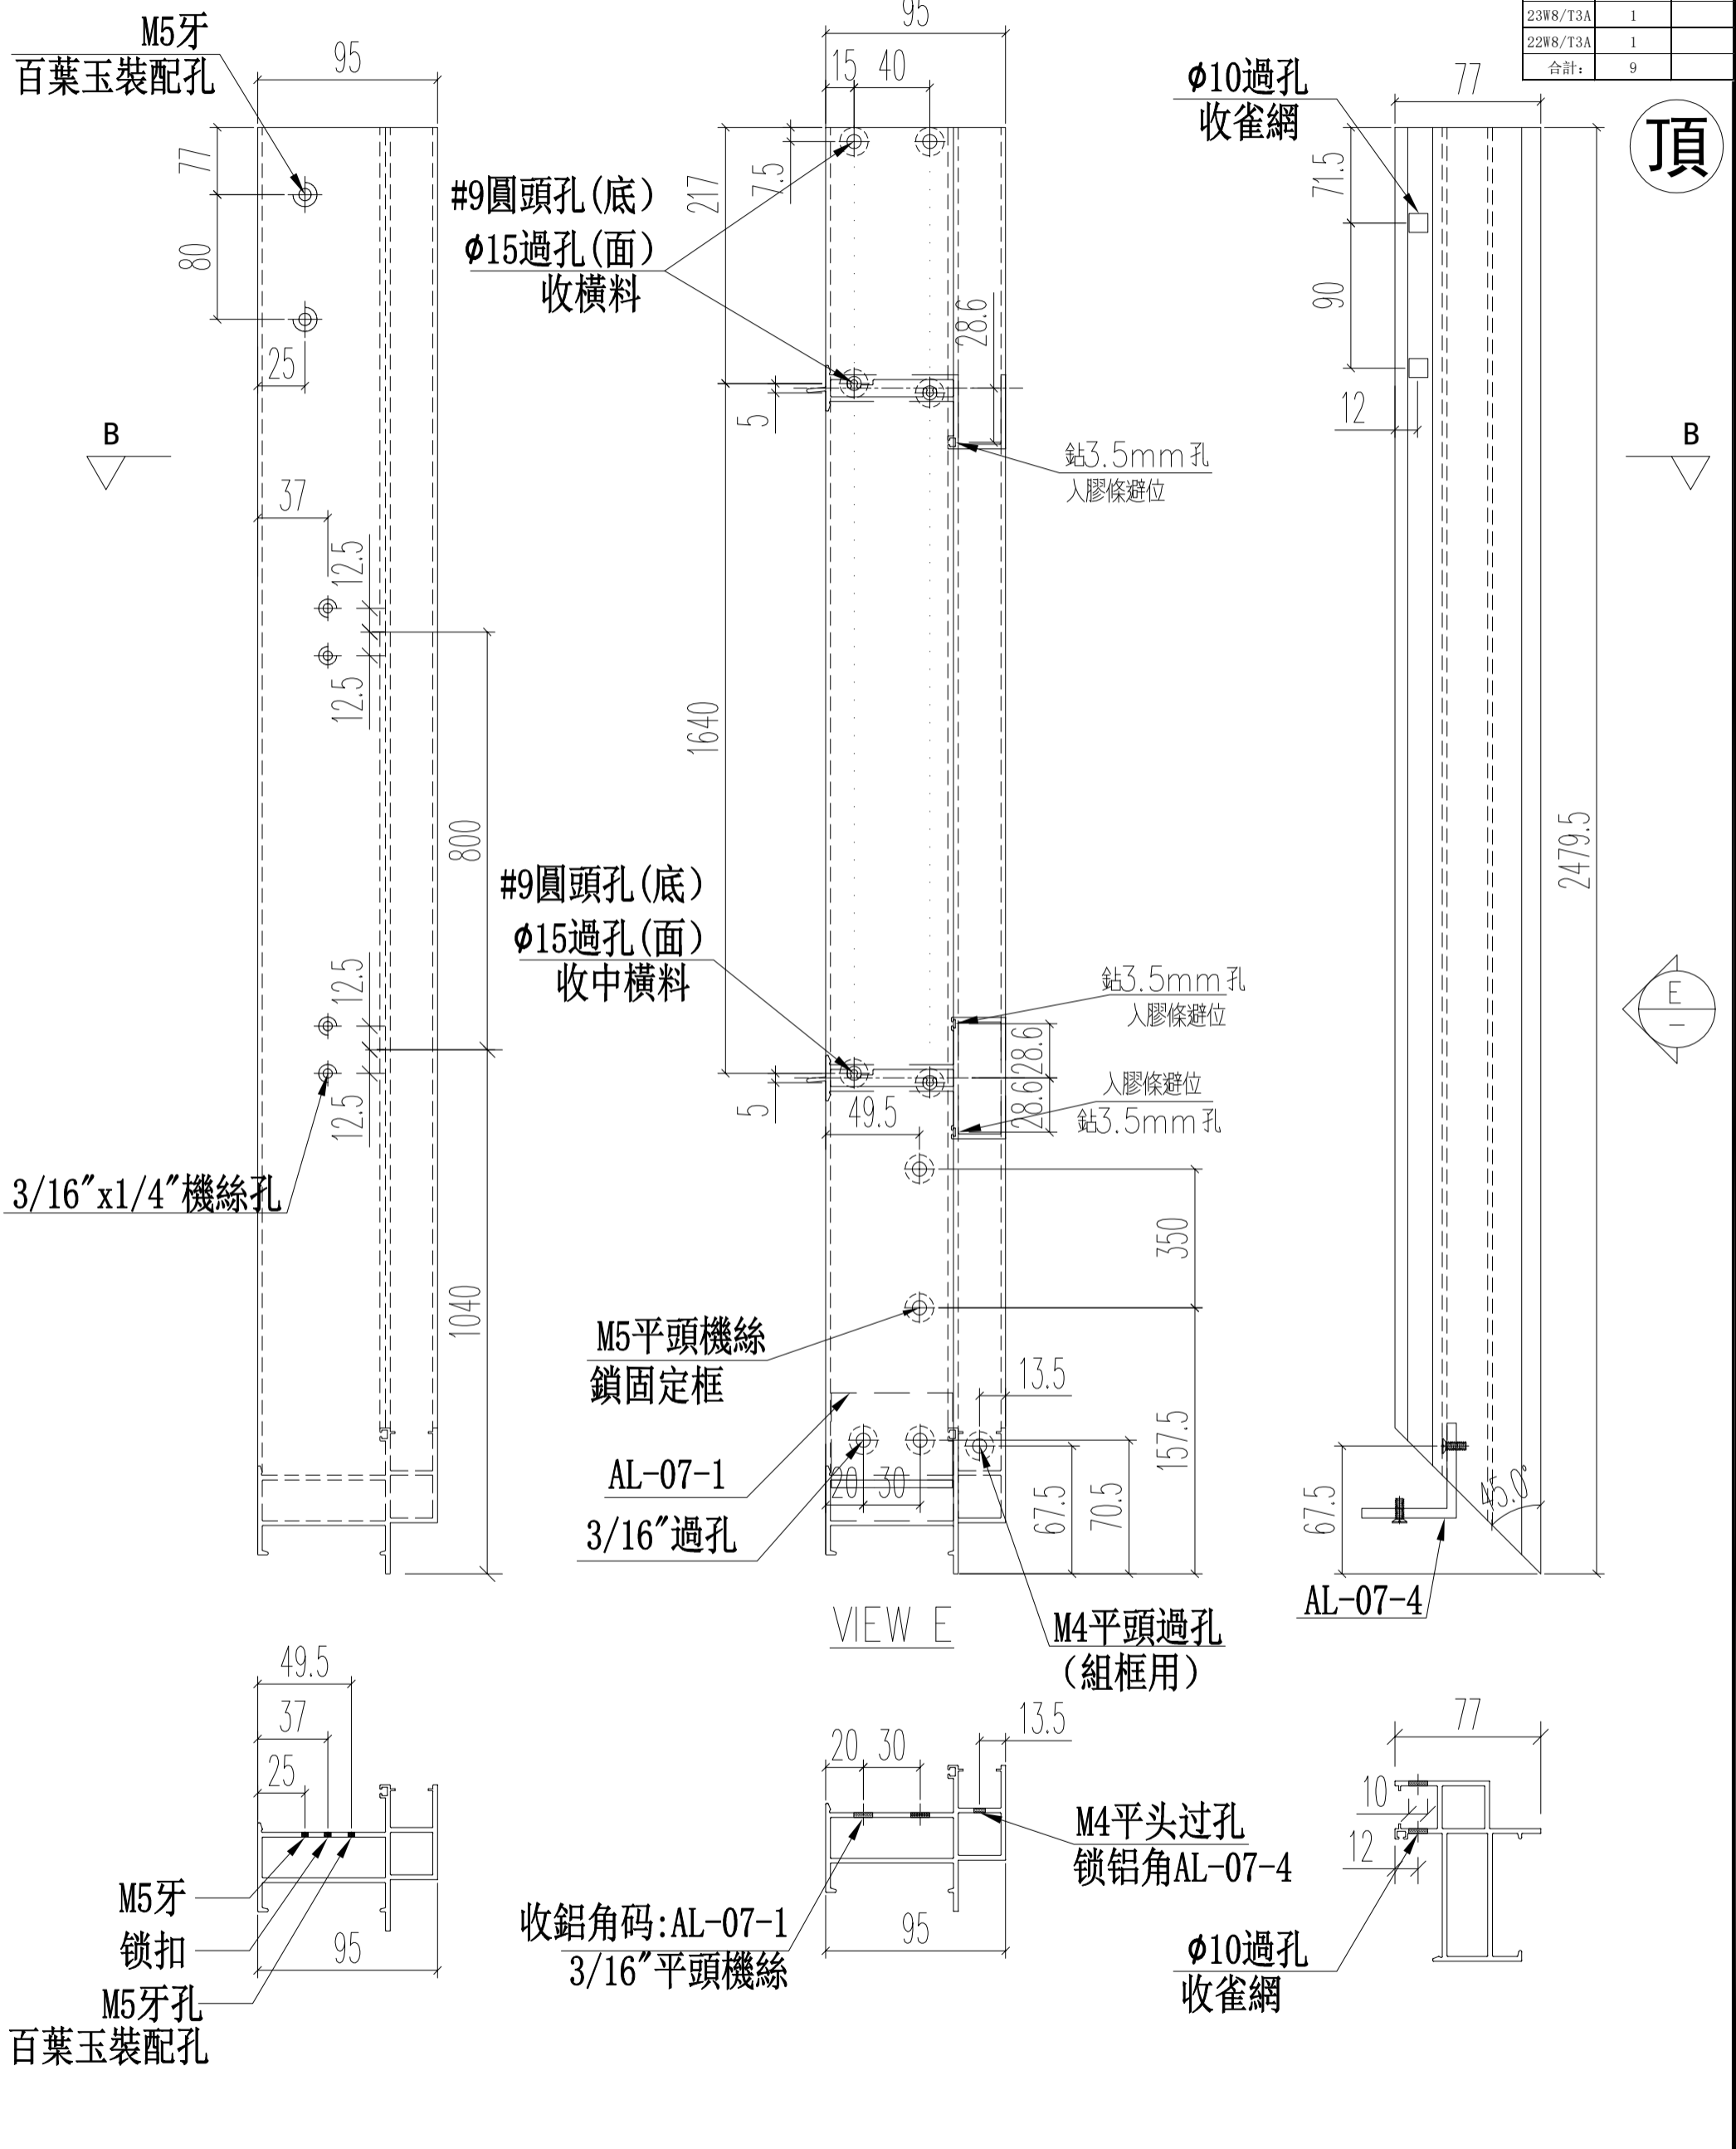 23W8/T3A 1
22W8/T3A 1
合計: 9
頂
M5牙
百葉玉裝配孔
95
77
80
25
B
37
12.5
12.5
800
12.5
12.5
1040
3/16"x1/4"機絲孔
95
15 40
217
7.5
#9圓頭孔(底)
ϕ15過孔(面)
收橫料
28.6
5
鉆3.5mm孔
入膠條避位
1640
#9圓頭孔(底)
ϕ15過孔(面)
收中橫料
鉆3.5mm孔
入膠條避位
28.6
28.6
入膠條避位
鉆3.5mm孔
5
49.5
350
M5平頭機絲
鎖固定框
13.5
157.5
AL-07-1
20 30
67.5
70.5
3/16"過孔
VIEW E
M4平頭過孔
(組框用)
ϕ10過孔
收雀網
77
71.5
90
12
B
2479.5
E
–
67.5
45.0°
AL-07-4
49.5
37
25
M5牙
锁扣
95
M5牙孔
百葉玉裝配孔
20 30
13.5
M4平头过孔
锁铝角AL-07-4
收鋁角码:AL-07-1
3/16"平頭機絲
95
77
10
12
ϕ10過孔
收雀網